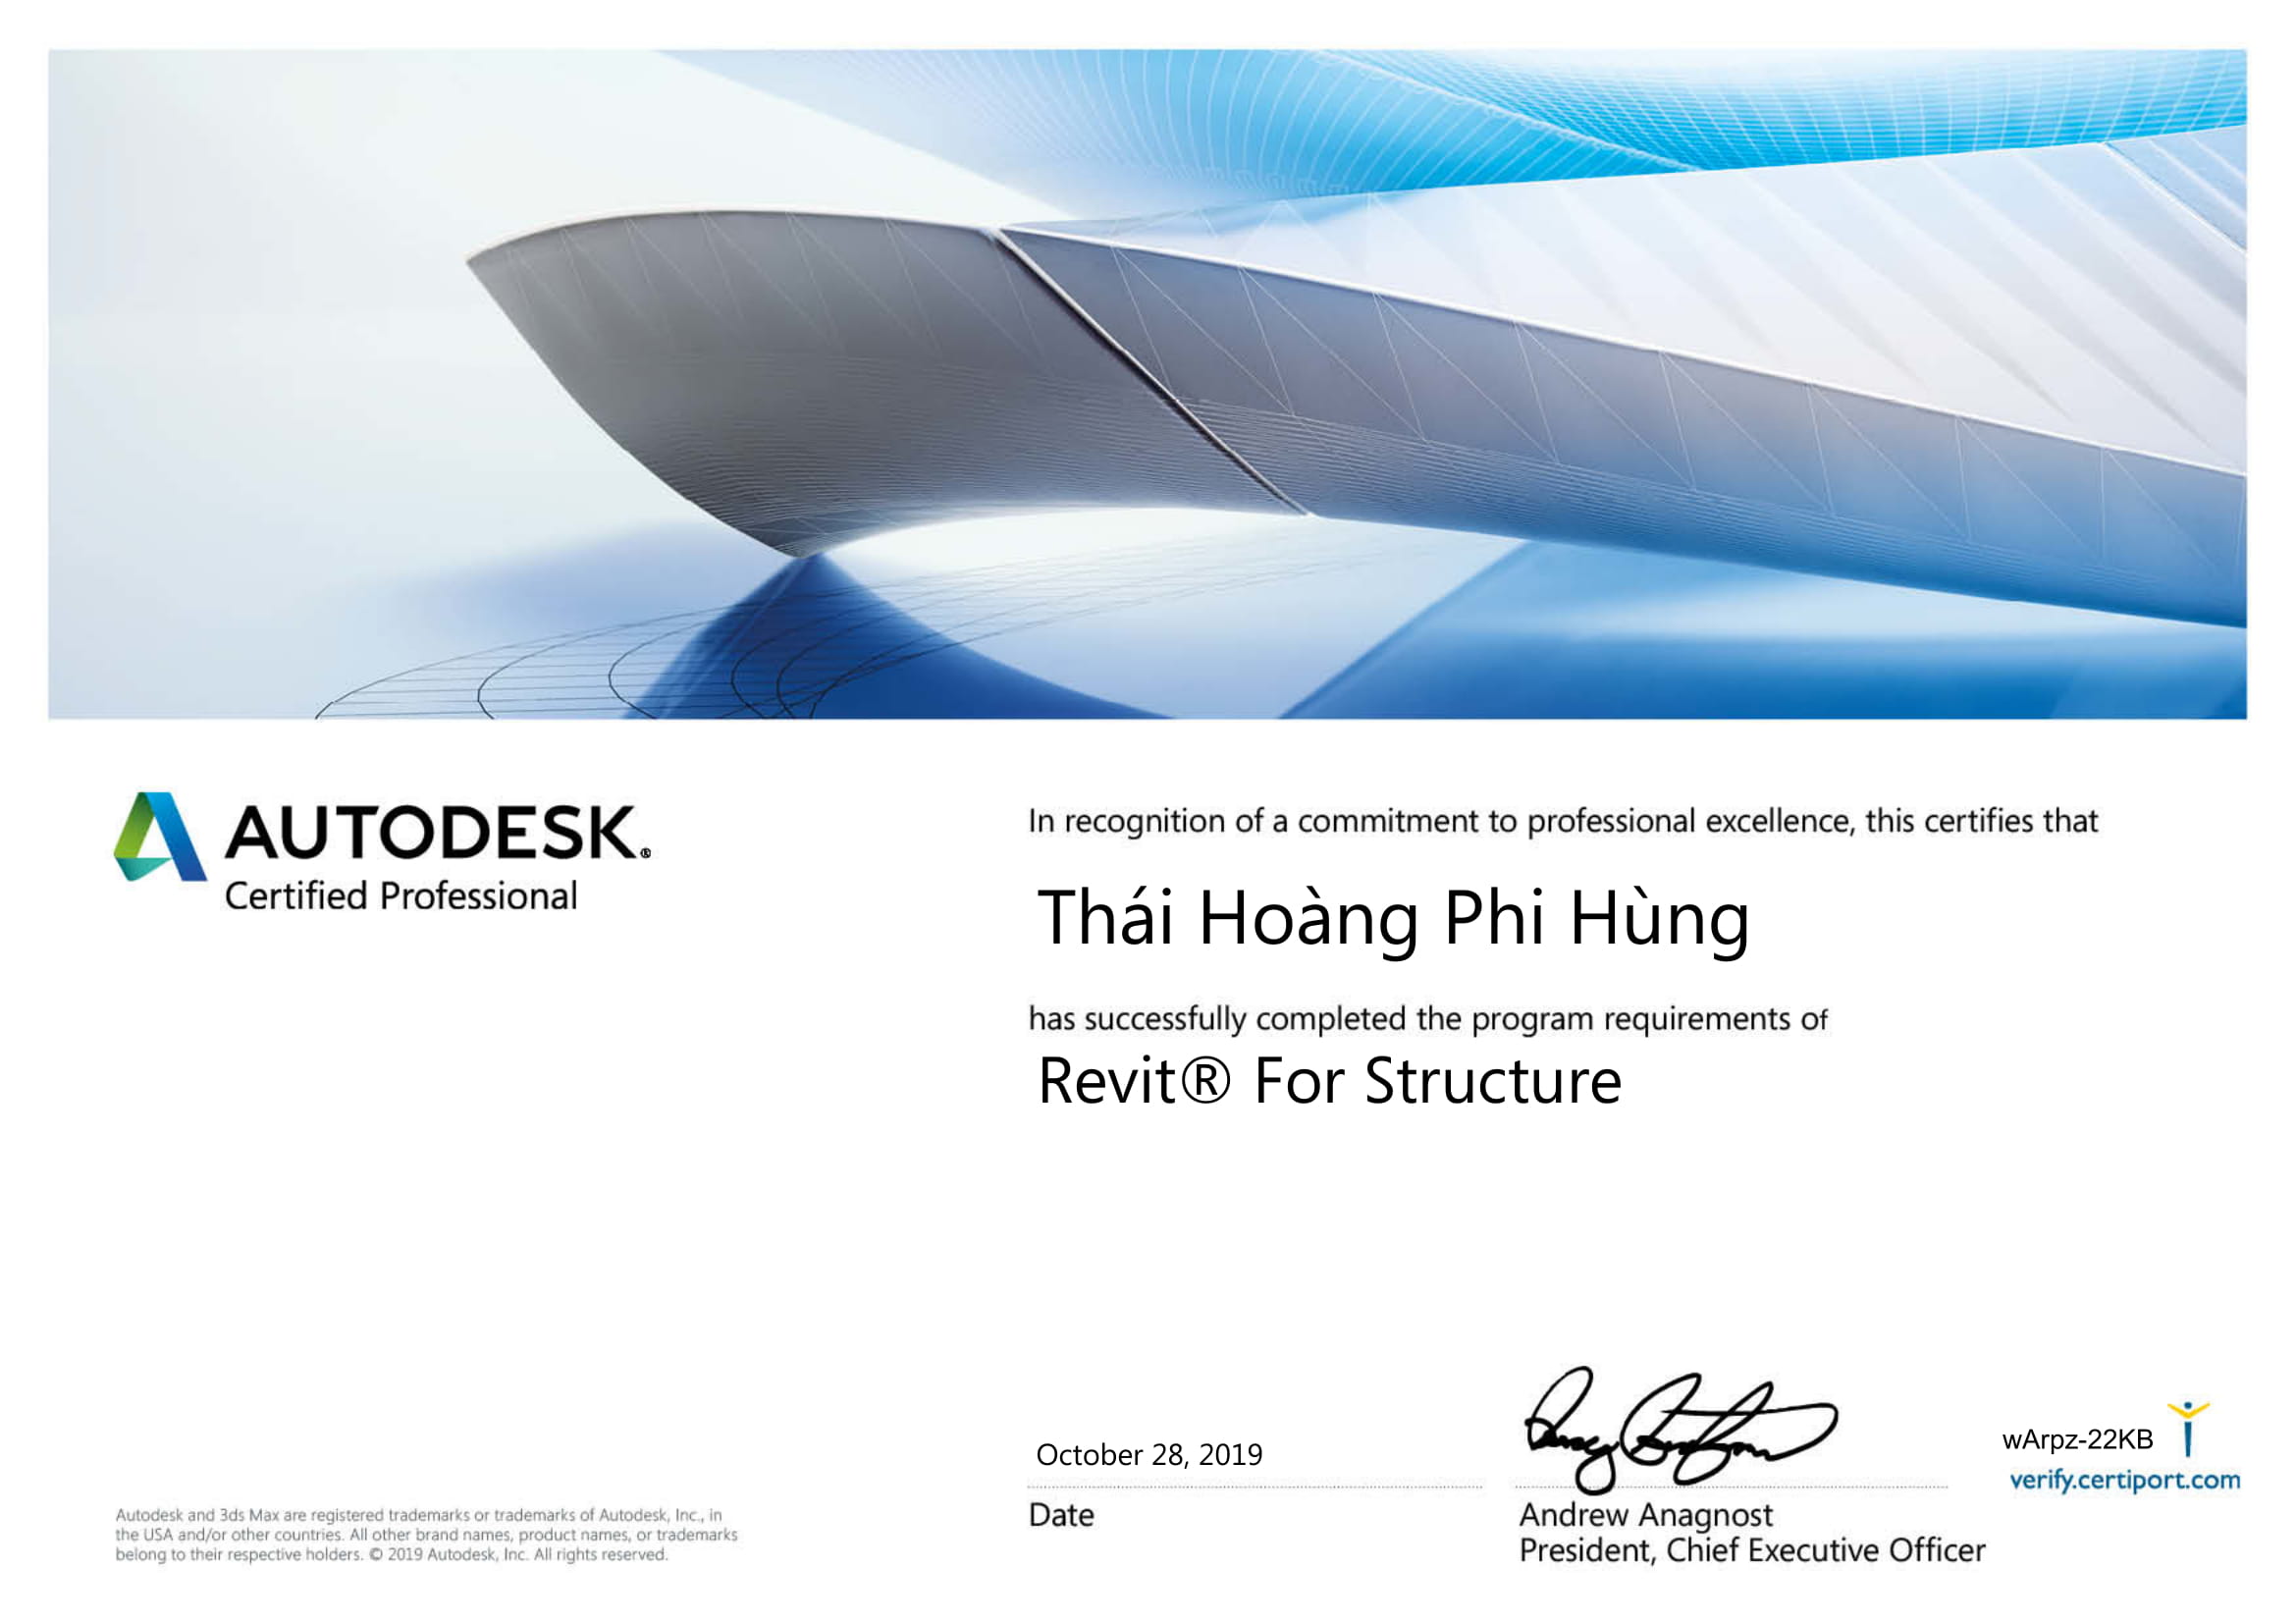 AUTODESK®
Certified Professional
In recognition of a commitment to professional excellence, this certifies that
Thái Hoàng Phi Hùng
has successfully completed the program requirements of
Revit® For Structure
October 28, 2019
Date
Andrew Anagnost
President, Chief Executive Officer
wArpz-22KB
verify.certiport.com
Autodesk and 3ds Max are registered trademarks or trademarks of Autodesk, Inc., in
the USA and/or other countries. All other brand names, product names, or trademarks
belong to their respective holders. © 2019 Autodesk, Inc. All rights reserved.